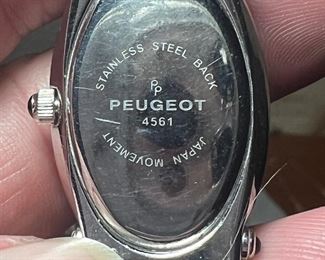 STAINLESS STEEL BACK
PP
PEUGEOT
4561
JAPAN MOVEMENT